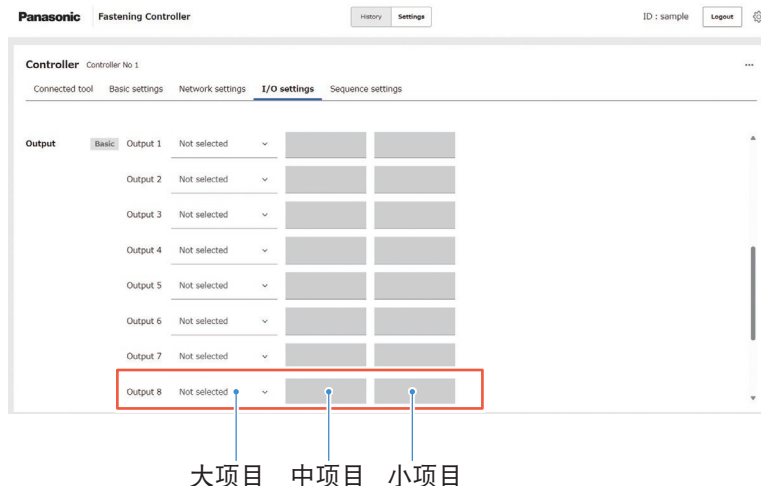 Panasonic Fastening Controller History Settings ID : sample Logout
Controller Controller No 1 ...
Connected tool Basic settings Network settings I/O settings Sequence settings
Output Basic Output 1 Not selected
Output 2 Not selected
Output 3 Not selected
Output 4 Not selected
Output 5 Not selected
Output 6 Not selected
Output 7 Not selected
Output 8 Not selected
大项目 中项目 小项目